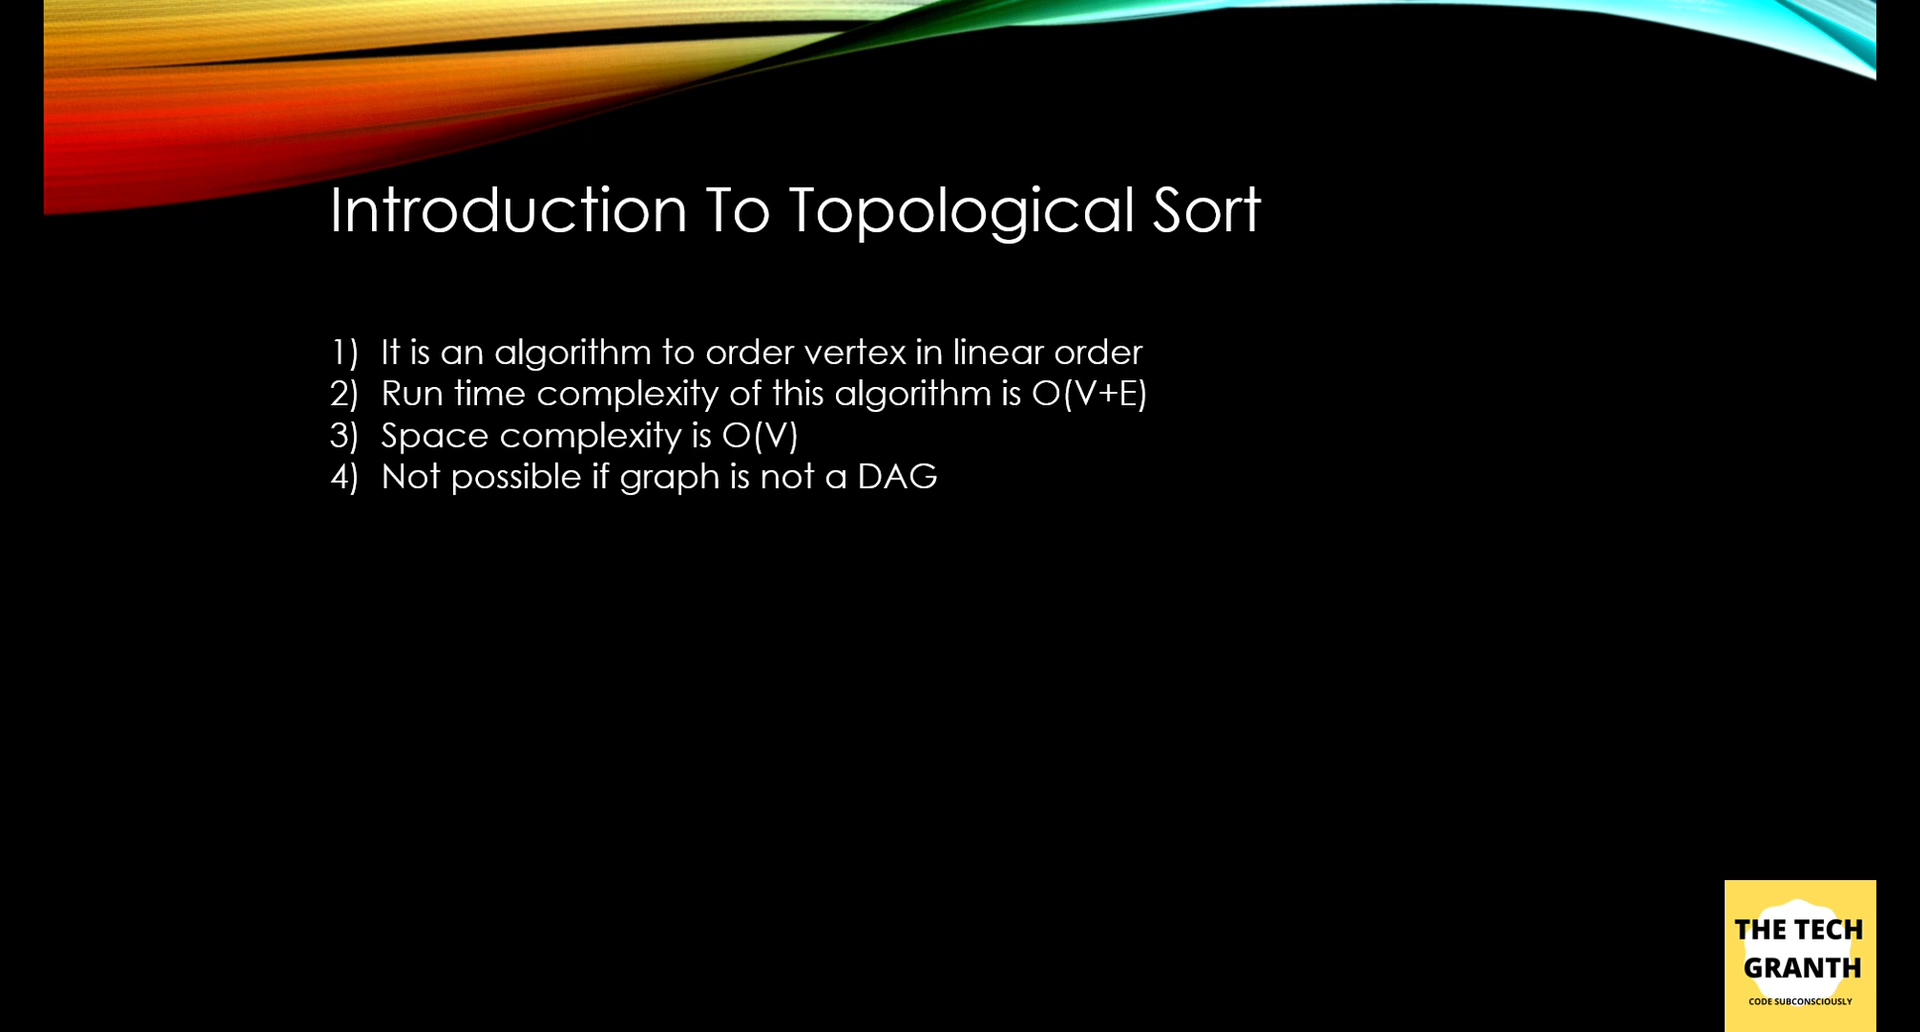 Introduction To Topological Sort
1) It is an algorithm to order vertex in linear order
2) Run time complexity of this algorithm is O(V+E)
3) Space complexity is O(V)
4) Not possible if graph is not a DAG
THE TECH
GRANTH
CODE SUBCONSCIOUSLY